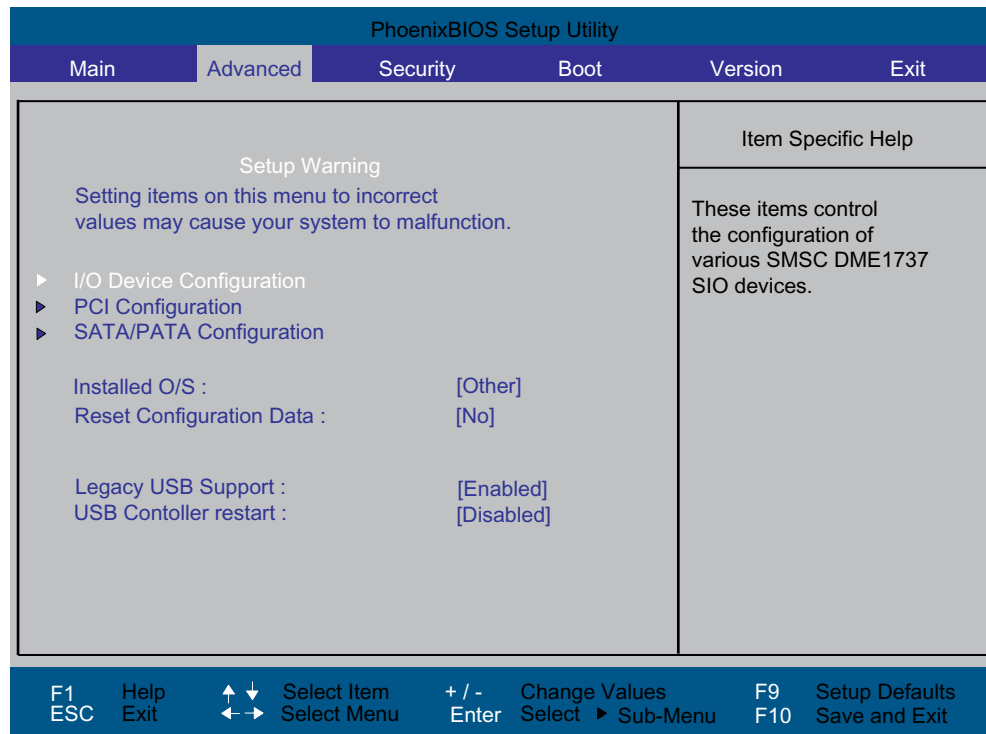 PhoenixBIOS Setup Utility
Main Advanced Security Boot Version Exit
Setup Warning
Setting items on this menu to incorrect
values may cause your system to malfunction.
I/O Device Configuration
PCI Configuration
SATA/PATA Configuration
Installed O/S : [Other]
Reset Configuration Data : [No]
Legacy USB Support : [Enabled]
USB Contoller restart : [Disabled]
Item Specific Help
These items control
the configuration of
various SMSC DME1737
SIO devices.
F1 Help Select Item + / - Change Values F9 Setup Defaults
ESC Exit Select Menu Enter Select Sub-Menu F10 Save and Exit